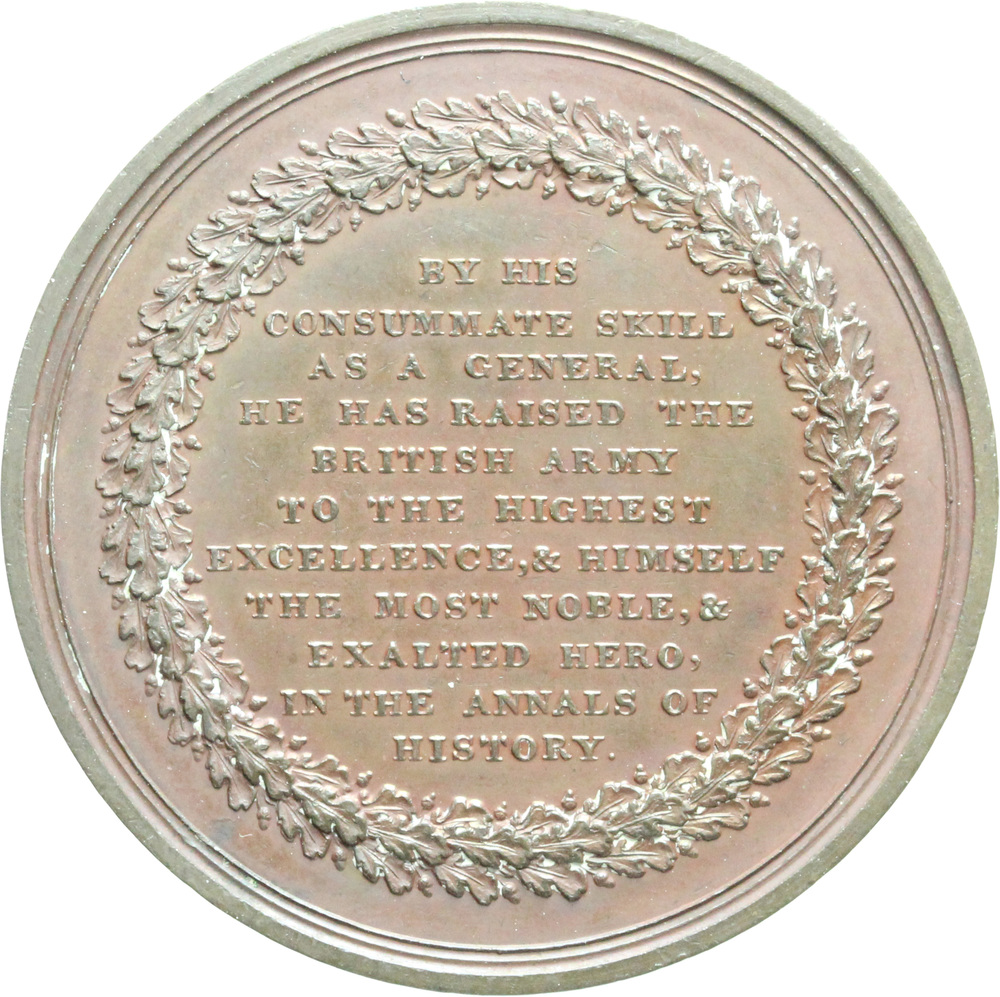 BY HIS
CONSUMMATE SKILL
AS A GENERAL,
HE HAS RAISED THE
BRITISH ARMY
TO THE HIGHEST
EXCELLENCE,& HIMSELF
THE MOST NOBLE,&
EXALTED HERO,
IN THE ANNALS OF
HISTORY.